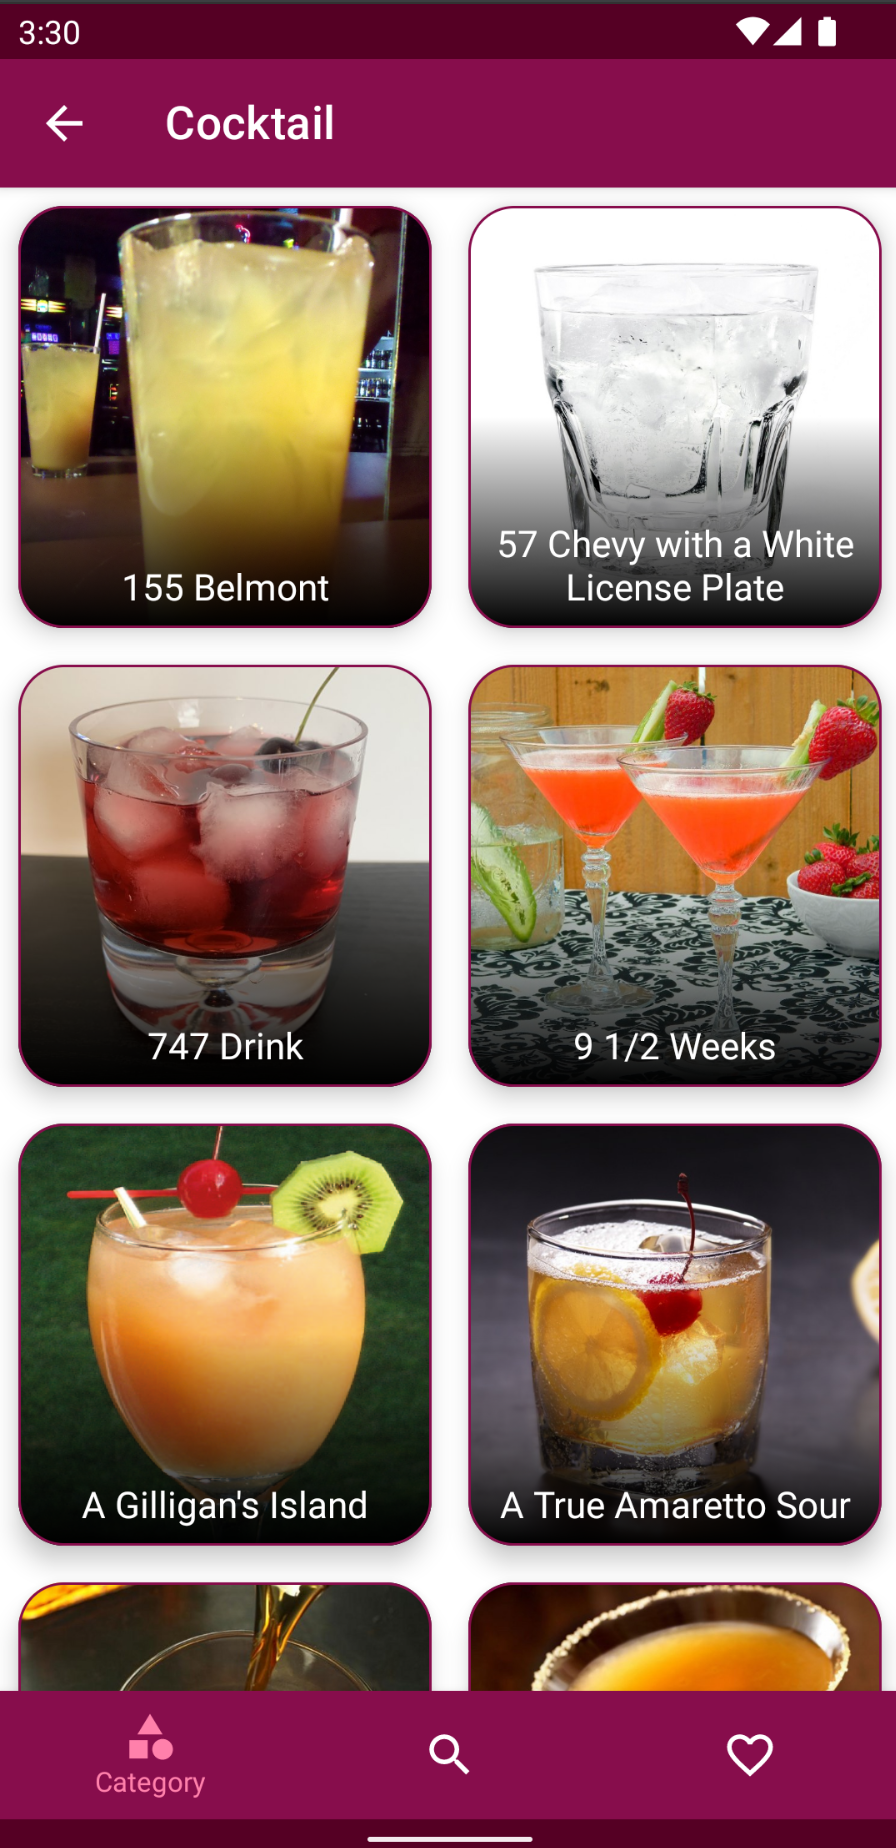 3:30
Cocktail
155 Belmont
57 Chevy with a White
License Plate
747 Drink
9 1/2 Weeks
A Gilligan's Island
A True Amaretto Sour
Category